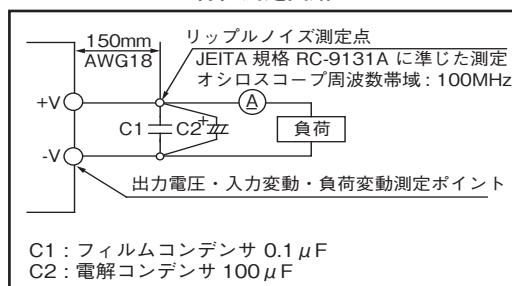 150mm
AWG18
リップルノイズ測定点
JEITA 規格 RC-9131A に準じた測定
オシロスコープ周波数帯域 : 100MHz
+V
C1
C2
+
A
負荷
-V
出力電圧・入力変動・負荷変動測定ポイント
C1 : フィルムコンデンサ 0.1μF
C2 : 電解コンデンサ 100μF